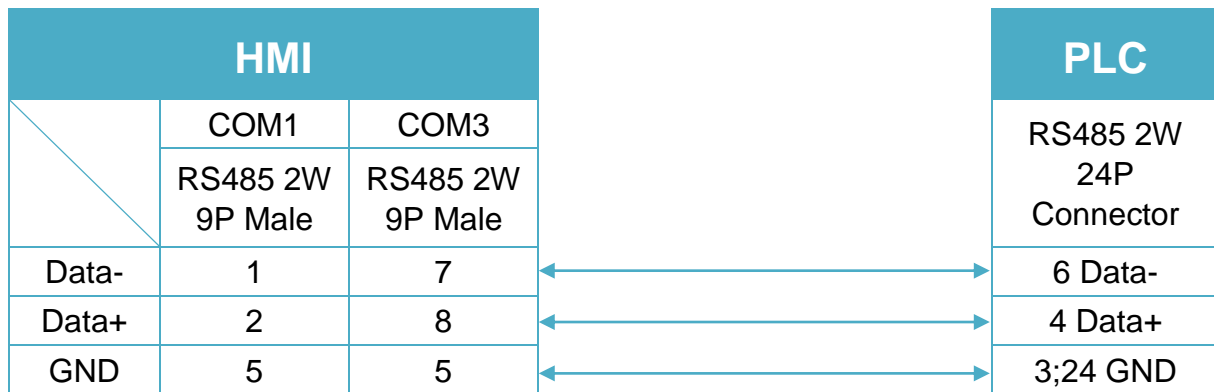 HMI PLC
COM1 COM3
RS485 2W RS485 2W RS485 2W
9P Male 9P Male 24P
Connector
Data- 1 7 6 Data-
Data+ 2 8 4 Data+
GND 5 5 3;24 GND